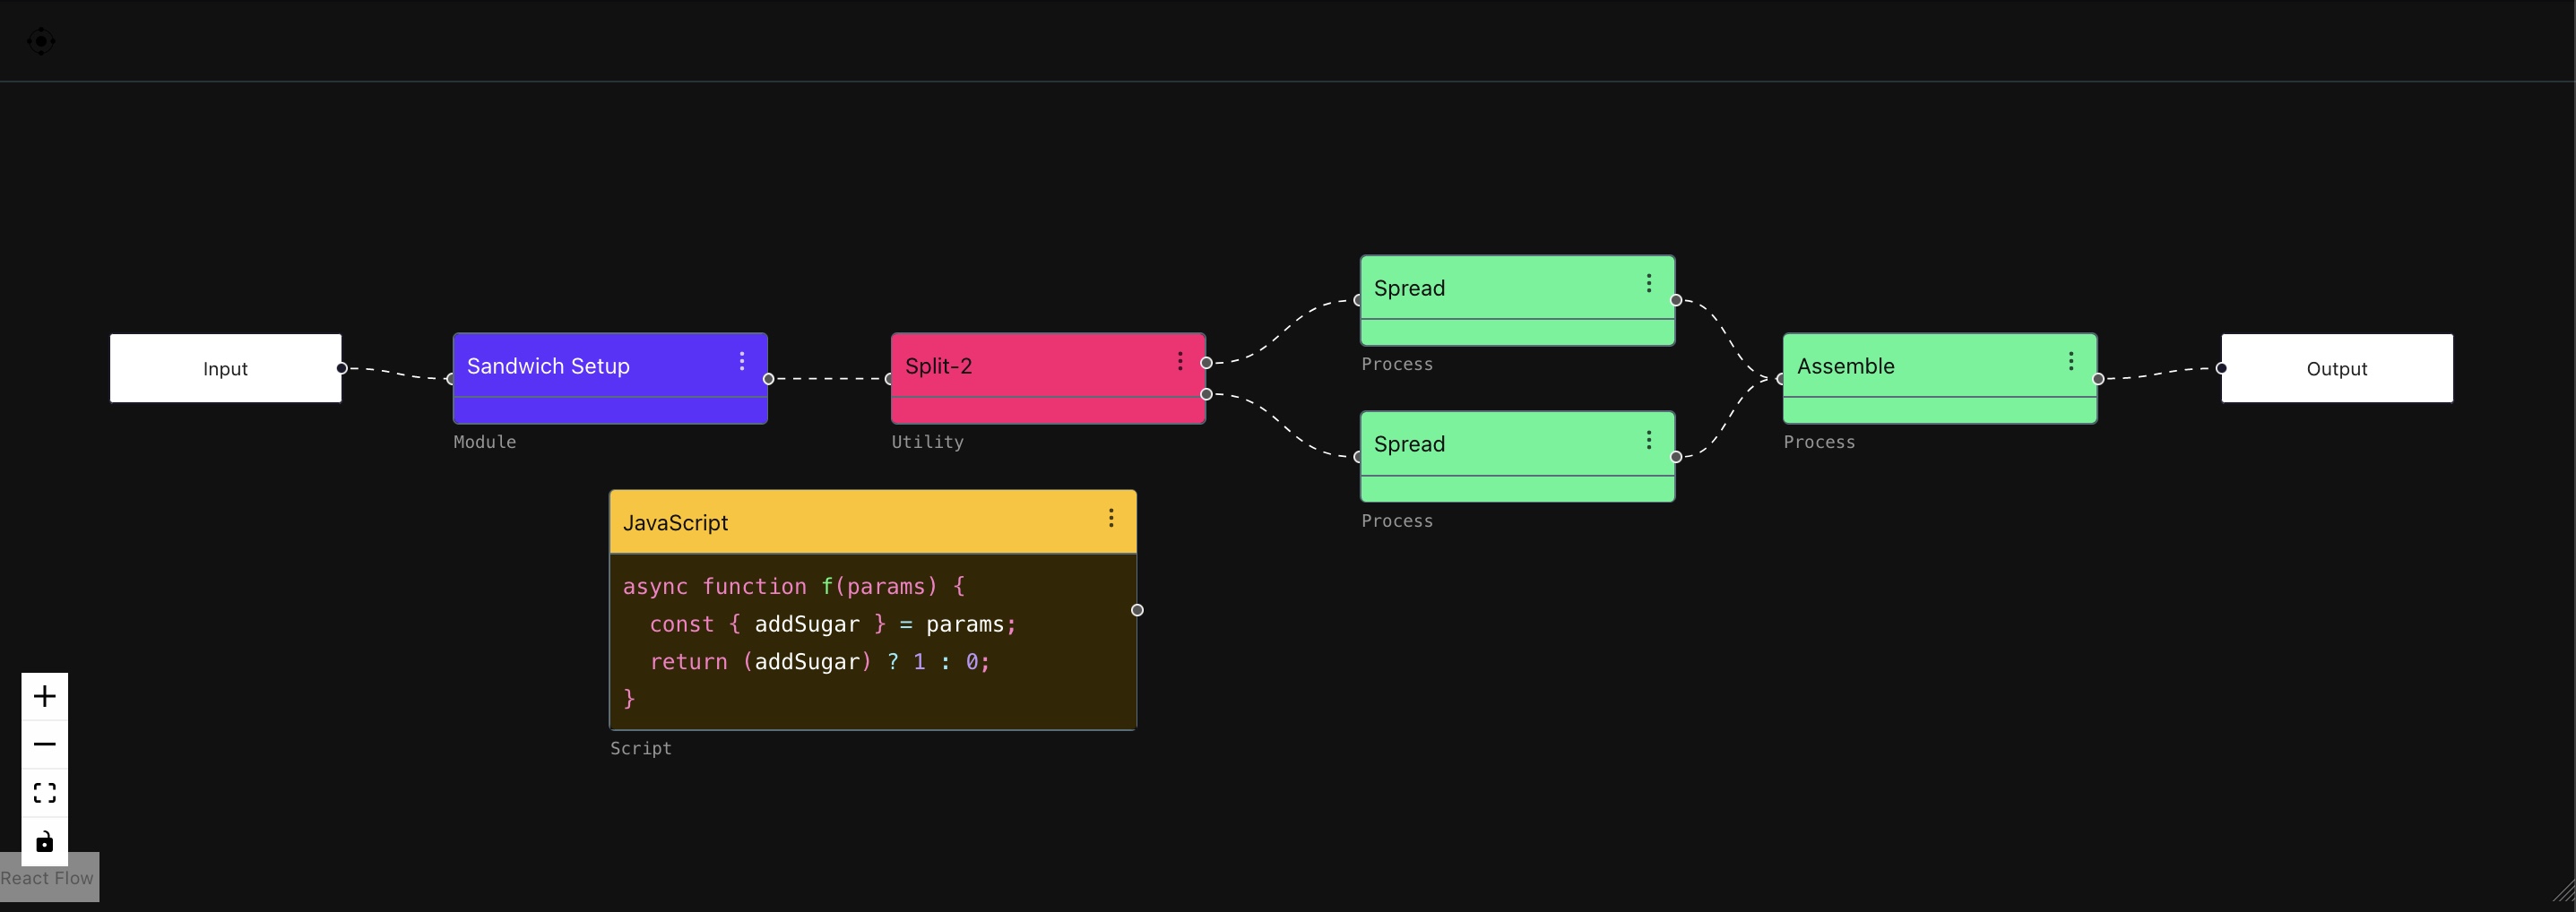 Input
Sandwich Setup
Module
Split-2
Utility
Spread
Process
Spread
Process
Assemble
Process
Output
JavaScript
async function f(params) {
  const { addSugar } = params;
  return (addSugar) ? 1 : 0;
}
Script
React Flow